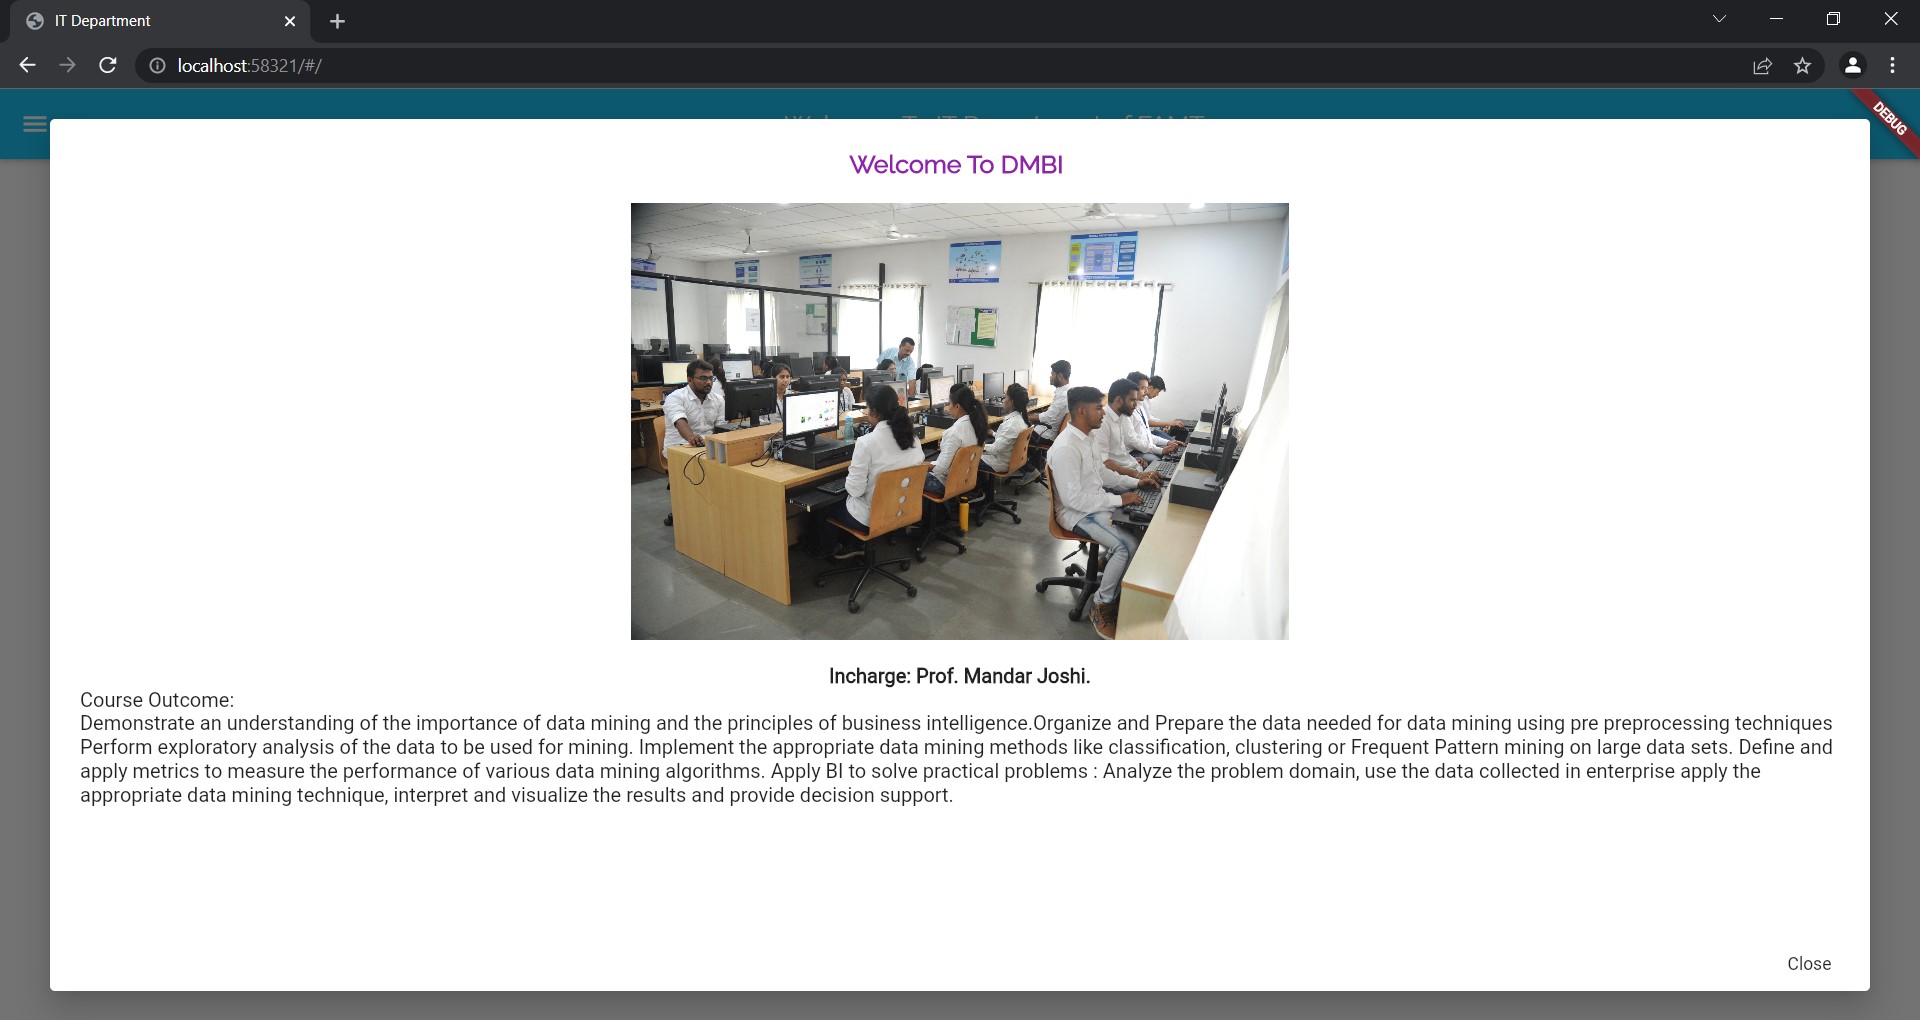 IT Department
localhost:58321/#/
DEBUG
Welcome To DMBI
Incharge: Prof. Mandar Joshi.
Course Outcome:
Demonstrate an understanding of the importance of data mining and the principles of business intelligence.Organize and Prepare the data needed for data mining using pre preprocessing techniques
Perform exploratory analysis of the data to be used for mining. Implement the appropriate data mining methods like classification, clustering or Frequent Pattern mining on large data sets. Define and
apply metrics to measure the performance of various data mining algorithms. Apply BI to solve practical problems : Analyze the problem domain, use the data collected in enterprise apply the
appropriate data mining technique, interpret and visualize the results and provide decision support.
Close